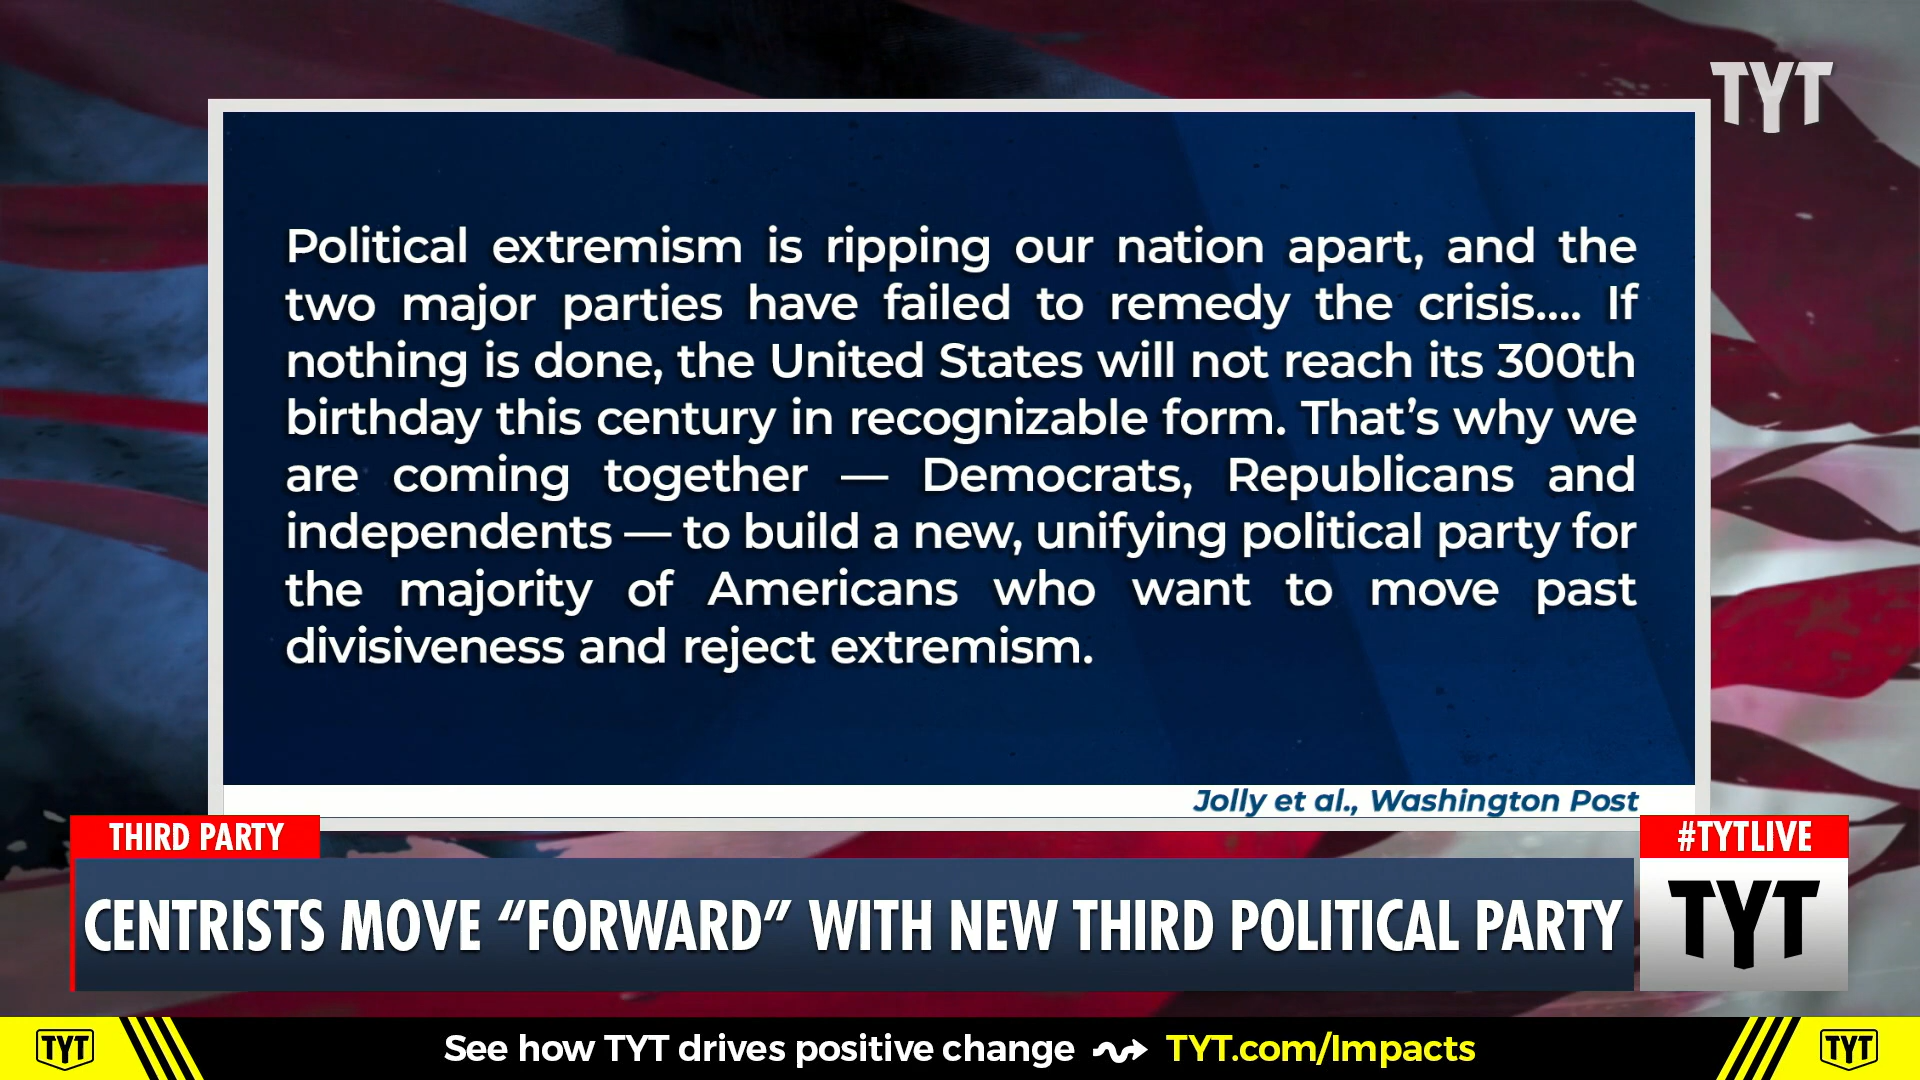 TYT
Political extremism is ripping our nation apart, and the
two major parties have failed to remedy the crisis.... If
nothing is done, the United States will not reach its 300th
birthday this century in recognizable form. That’s why we
are coming together — Democrats, Republicans and
independents — to build a new, unifying political party for
the majority of Americans who want to move past
divisiveness and reject extremism.
Jolly et al., Washington Post
THIRD PARTY
#TYTLIVE
CENTRISTS MOVE “FORWARD” WITH NEW THIRD POLITICAL PARTY
TYT
TYT
See how TYT drives positive change
TYT.com/Impacts
TYT